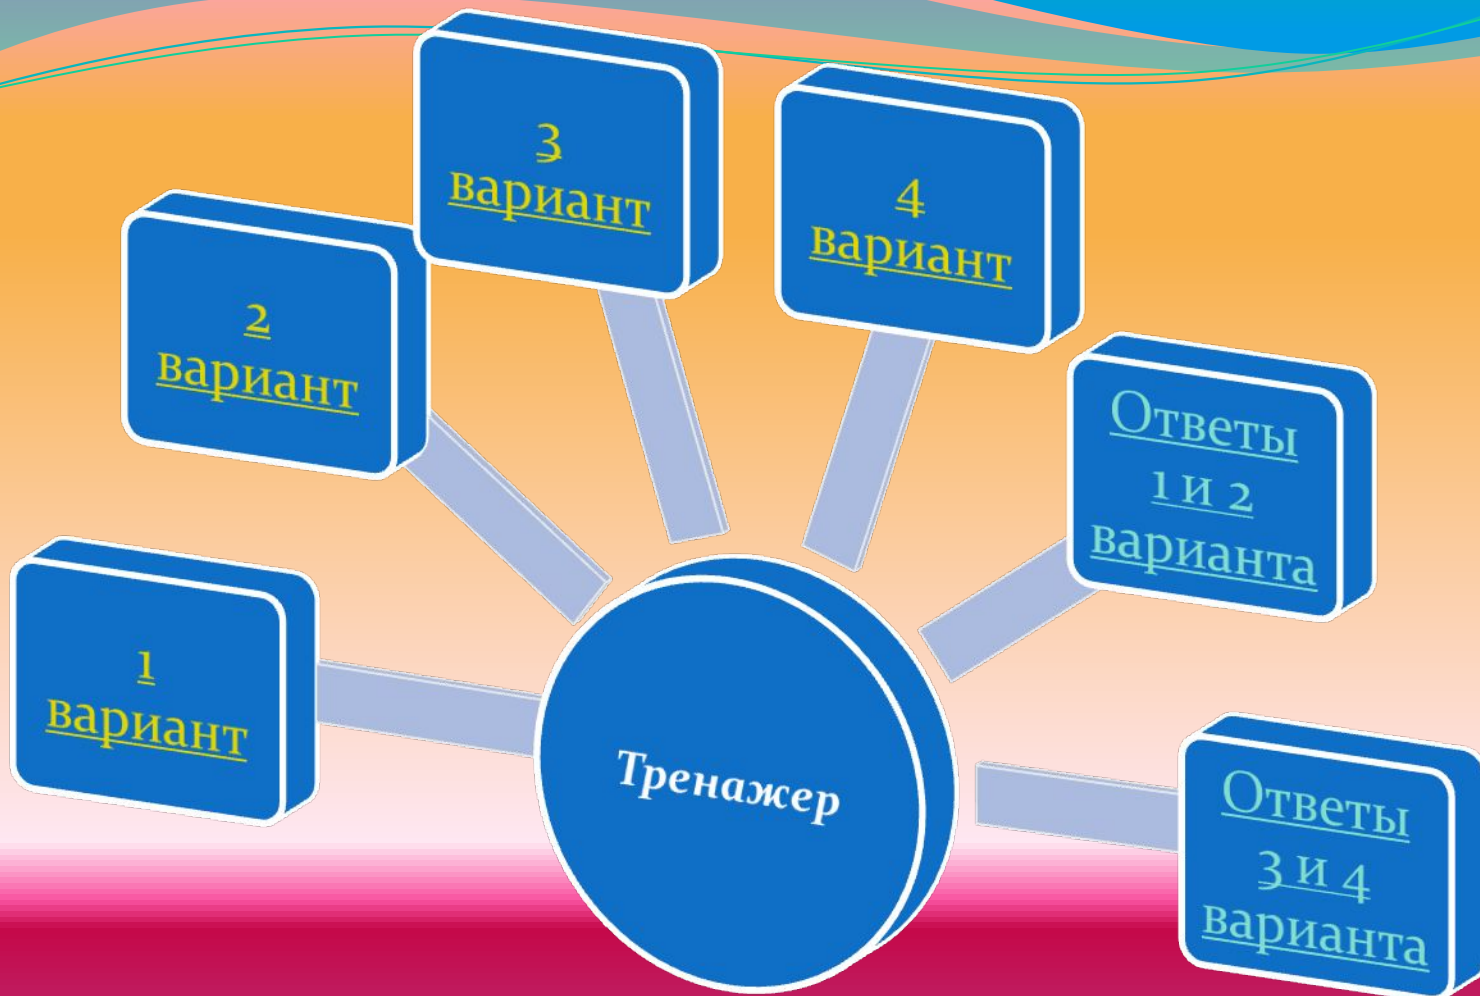 1
вариант
2
вариант
3
вариант
4
вариант
Ответы
1 и 2
варианта
Ответы
3 и 4
варианта
Тренажер